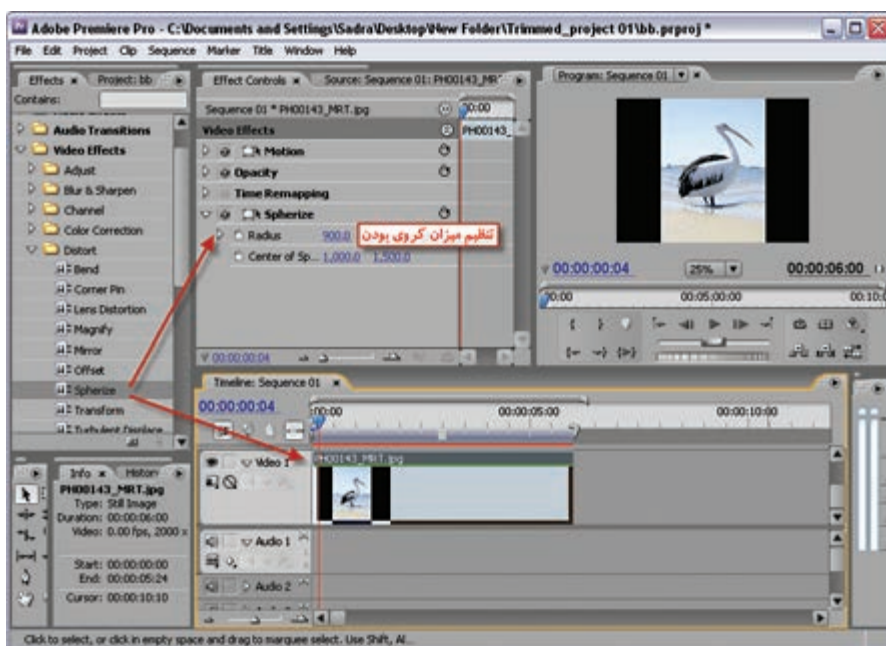 Adobe Premiere Pro - C:\Documents and Settings\Sadra\Desktop\New Folder\Trimmed_project 01\bb.prproj *
File Edit Project Clip Sequence Marker Title Window Help
Effects Project: bb
Contains:
Audio Transitions
Video Effects
Adjust
Blur & Sharpen
Channel
Color Correction
Distort
Bend
Corner Pin
Lens Distortion
Magnify
Mirror
Offset
Spherize
Transform
Turbulent Displace
Effect Controls Source: Sequence 01: PH00143_MR
Sequence 01 * PH00143_MRT.jpg
00:00
Video Effects
PH00143_
Motion
Opacity
Time Remapping
Spherize
Radius 900.0
تنظیم میزان کروی بودن
Center of Sp... 1,000.0 1,500.0
00:00:00:04
Program: Sequence 01
00:00:00:04 25% 00:00:06:00
00:00 00:05:00:00 00:10:
Timeline: Sequence 01
00:00:00:04
:00:00 00:00:05:00 00:00:10:00
Video 1
PH00143_MRT.jpg
Audio 1
Audio 2
Info History
PH00143_MRT.jpg
Type: Still Image
Duration: 00:00:06:00
Video: 0.00 fps, 2000 x
Start: 00:00:00:00
End: 00:00:05:24
Cursor: 00:00:10:10
Click to select, or click in empty space and drag to marquee select. Use Shift, Al...